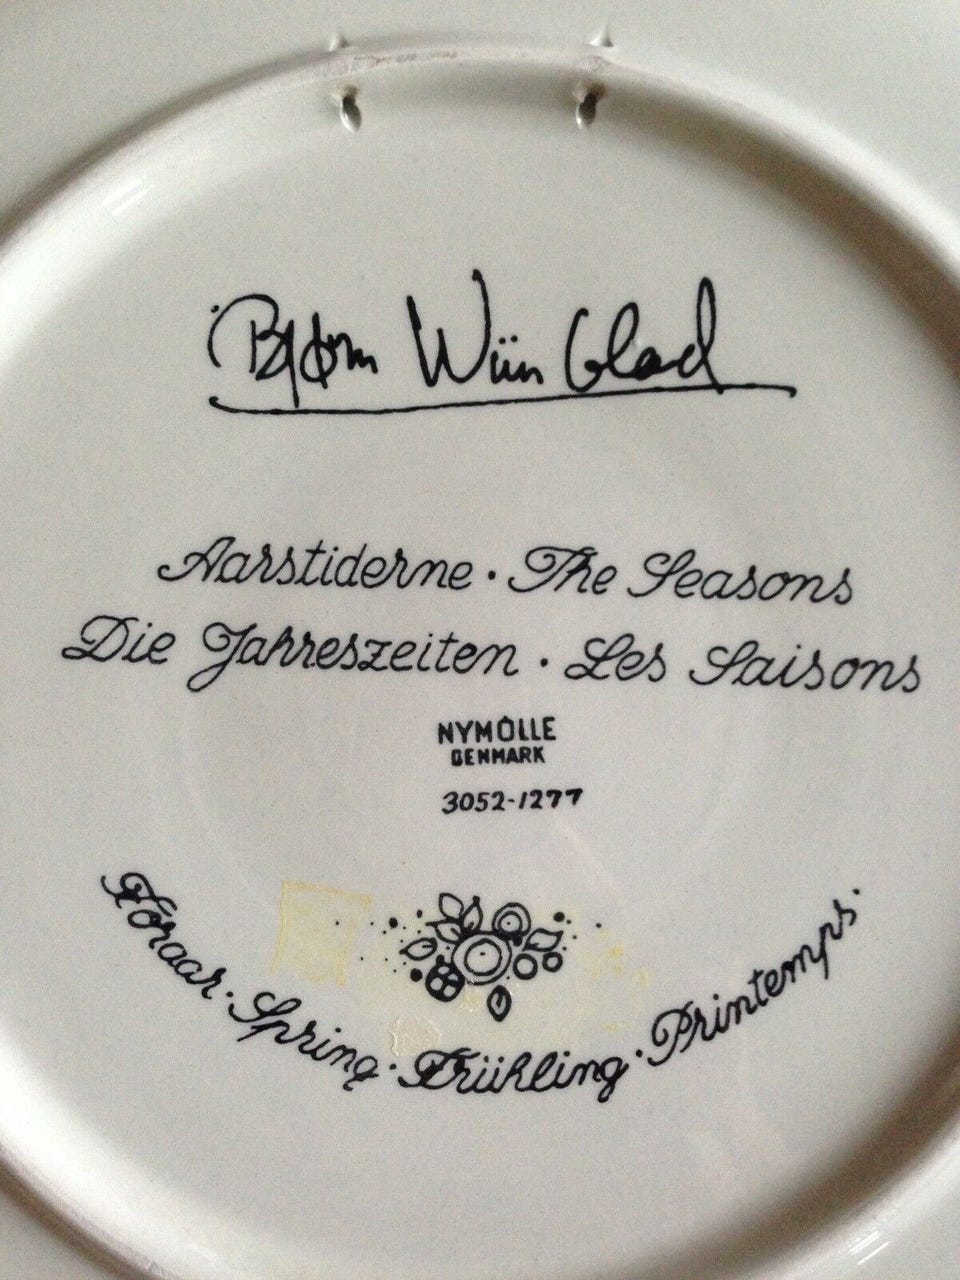 Bjørn Wiinblad
Aarstiderne · The Seasons
Die Jahreszeiten · Les Saisons
NYMÖLLE
DENMARK
3052-1277
Foraar · Spring · Frühling · Printemps ·